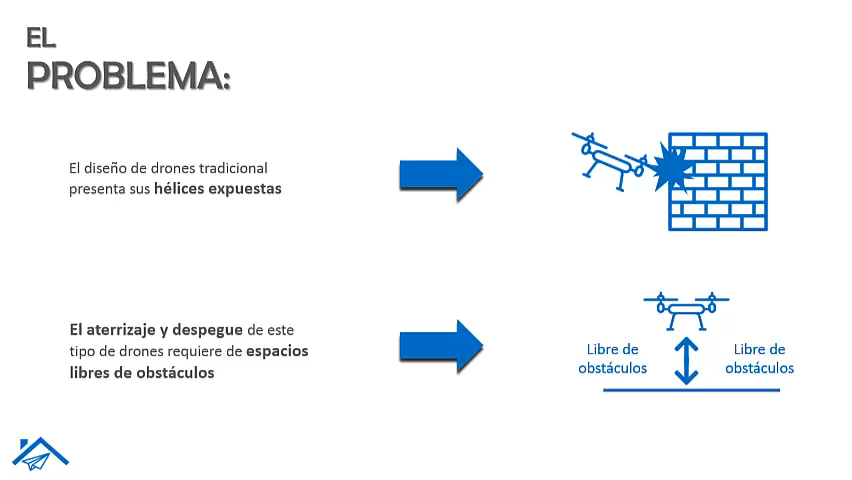 EL
PROBLEMA:
El diseño de drones tradicional
presenta sus hélices expuestas
El aterrizaje y despegue de este
tipo de drones requiere de espacios
libres de obstáculos
Libre de
obstáculos
Libre de
obstáculos